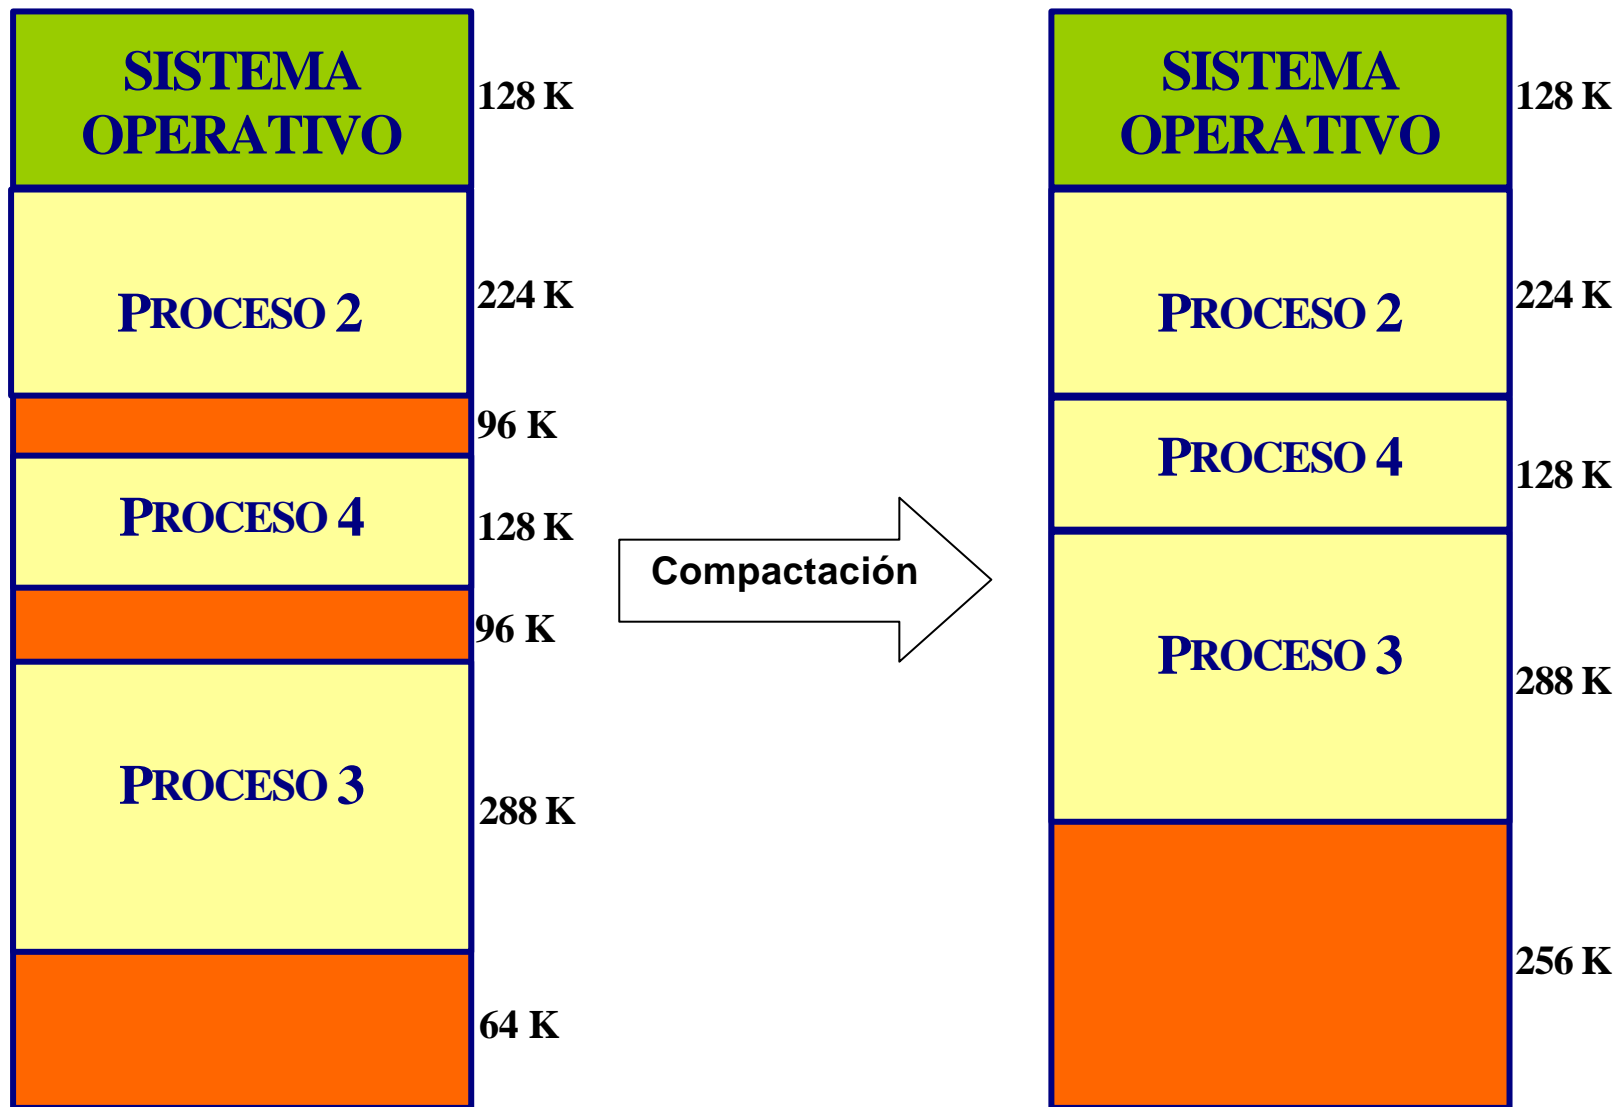 SISTEMA
OPERATIVO
128 K
PROCESO 2
224 K
96 K
PROCESO 4
128 K
96 K
PROCESO 3
288 K
64 K
Compactación
SISTEMA
OPERATIVO
128 K
PROCESO 2
224 K
PROCESO 4
128 K
PROCESO 3
288 K
256 K